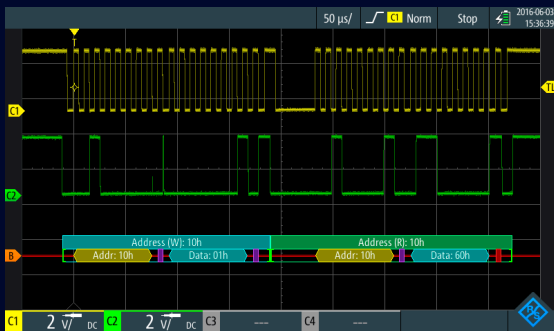 50 µs/ C1 Norm Stop 2016-06-03
15:36:39
T
C1
TL
C2
Address (W): 10h Address (R): 10h
B Addr: 10h Data: 01h Addr: 10h Data: 60h
C1 2 V/ DC C2 2 V/ DC C3 --- C4 ---
R&S